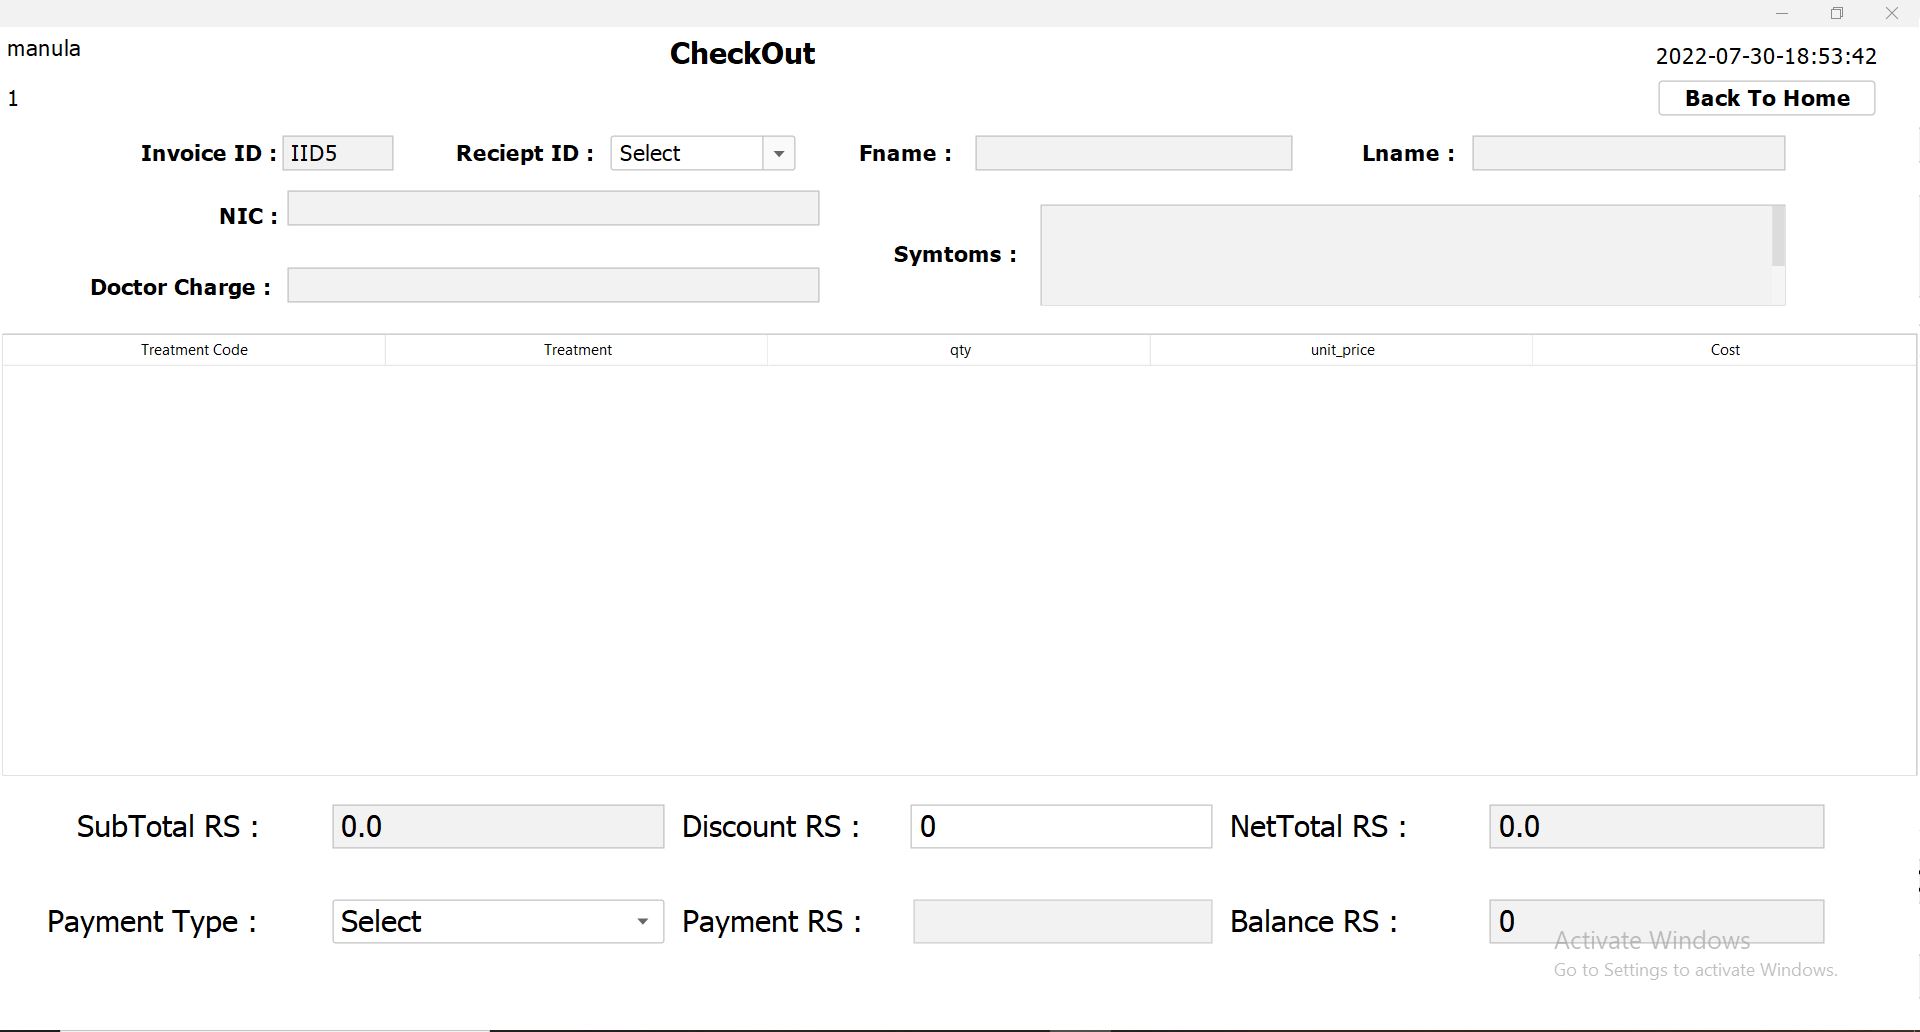 manula
CheckOut
2022-07-30-18:53:42
1
Back To Home
Invoice ID : IID5 Reciept ID : Select Fname : Lname :
NIC :
Symtoms :
Doctor Charge :
Treatment Code Treatment qty unit_price Cost
SubTotal RS : 0.0 Discount RS : 0 NetTotal RS : 0.0
Payment Type : Select Payment RS : Balance RS : 0
Activate Windows
Go to Settings to activate Windows.